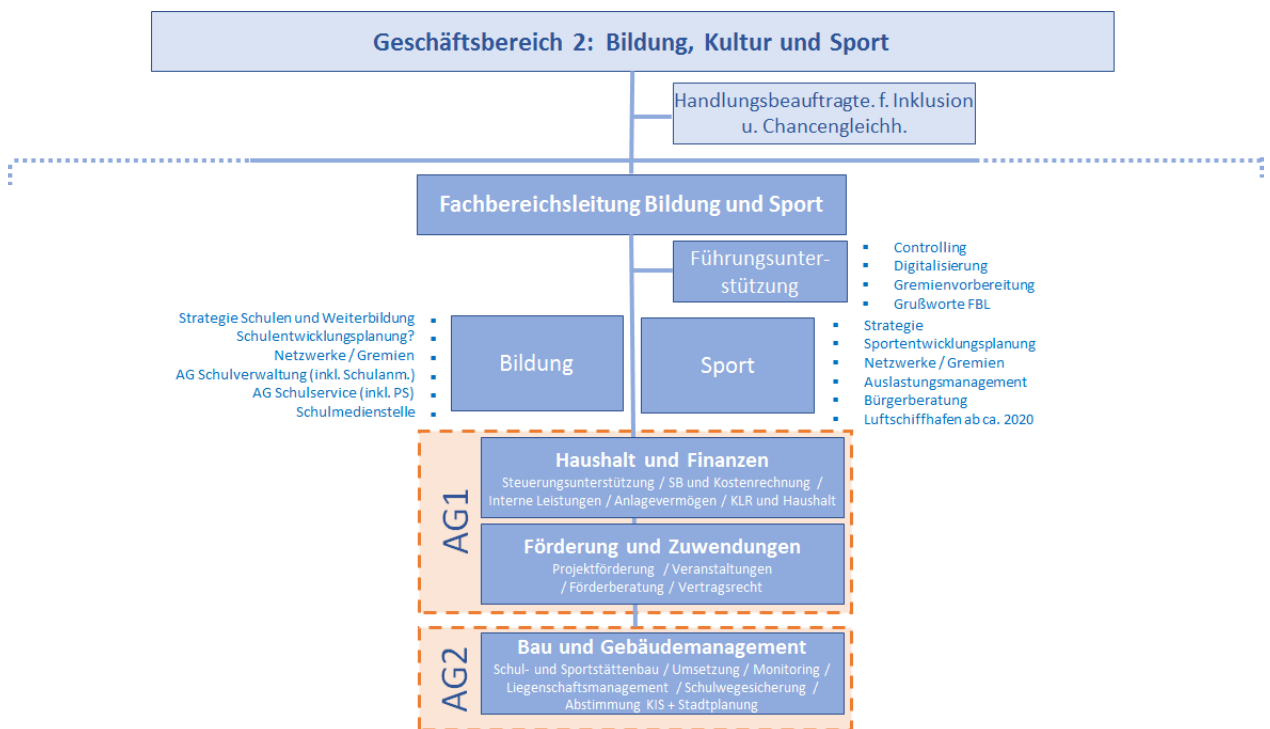 Geschäftsbereich 2: Bildung, Kultur und Sport
Handlungsbeauftragte. f. Inklusion
u. Chancengleichh.
Fachbereichsleitung Bildung und Sport
Führungsunter-
stützung
Controlling
Digitalisierung
Gremienvorbereitung
Grußworte FBL
Strategie Schulen und Weiterbildung
Schulentwicklungsplanung?
Netzwerke / Gremien
AG Schulverwaltung (inkl. Schulanm.)
AG Schulservice (inkl. PS)
Schulmedienstelle
Bildung
Sport
Strategie
Sportentwicklungsplanung
Netzwerke / Gremien
Auslastungsmanagement
Bürgerberatung
Luftschiffhafen ab ca. 2020
AG1
Haushalt und Finanzen
Steuerungsunterstützung / SB und Kostenrechnung /
Interne Leistungen / Anlagevermögen / KLR und Haushalt
Förderung und Zuwendungen
Projektförderung / Veranstaltungen
/ Förderberatung / Vertragsrecht
AG2
Bau und Gebäudemanagement
Schul- und Sportstättenbau / Umsetzung / Monitoring /
Liegenschaftsmanagement / Schulwegesicherung /
Abstimmung KIS + Stadtplanung